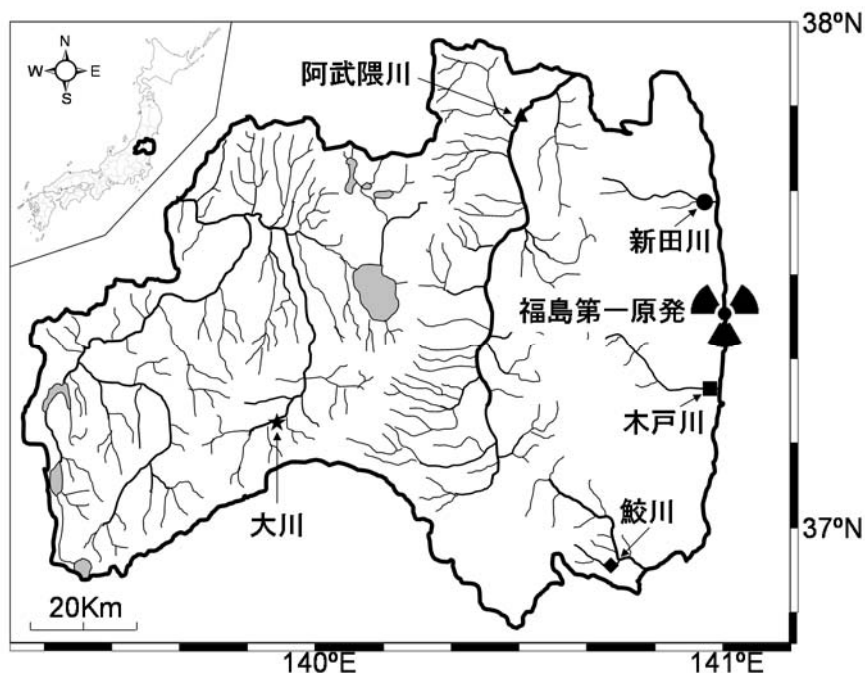 38ºN
N
W E
S
阿武隈川
新田川
福島第一原発
木戸川
大川
鮫川
37ºN
20Km
140ºE
141ºE